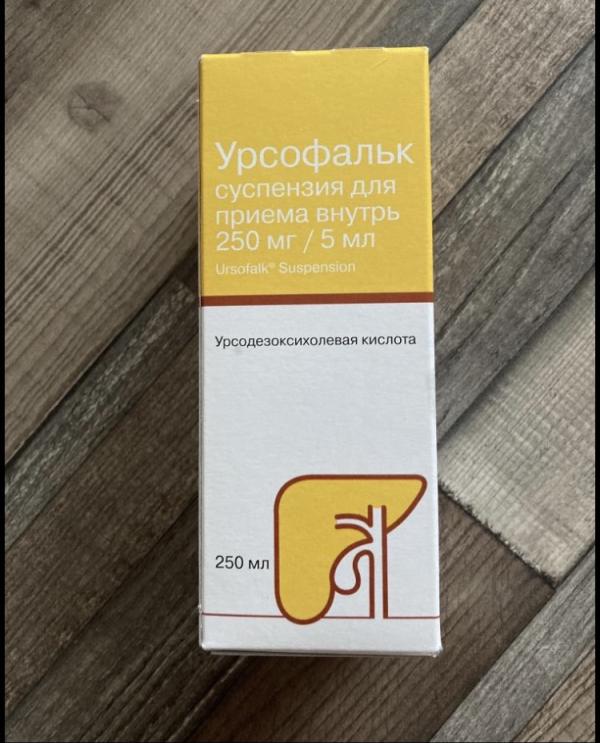 Урсофальк
суспензия для
приема внутрь
250 мг / 5 мл
Ursofalk® Suspension
Урсодезоксихолевая кислота
250 мл